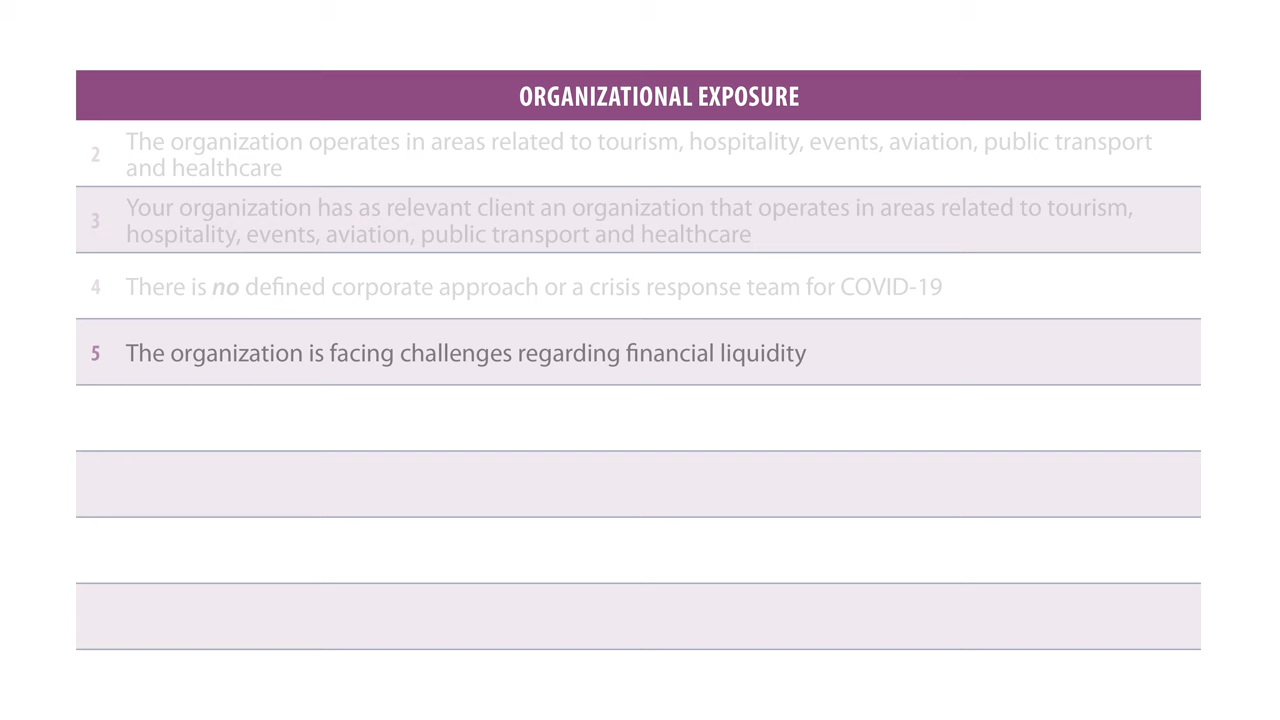 ORGANIZATIONAL EXPOSURE
2 The organization operates in areas related to tourism, hospitality, events, aviation, public transport
and healthcare
3 Your organization has as relevant client an organization that operates in areas related to tourism,
hospitality, events, aviation, public transport and healthcare
4 There is no defined corporate approach or a crisis response team for COVID-19
5 The organization is facing challenges regarding financial liquidity